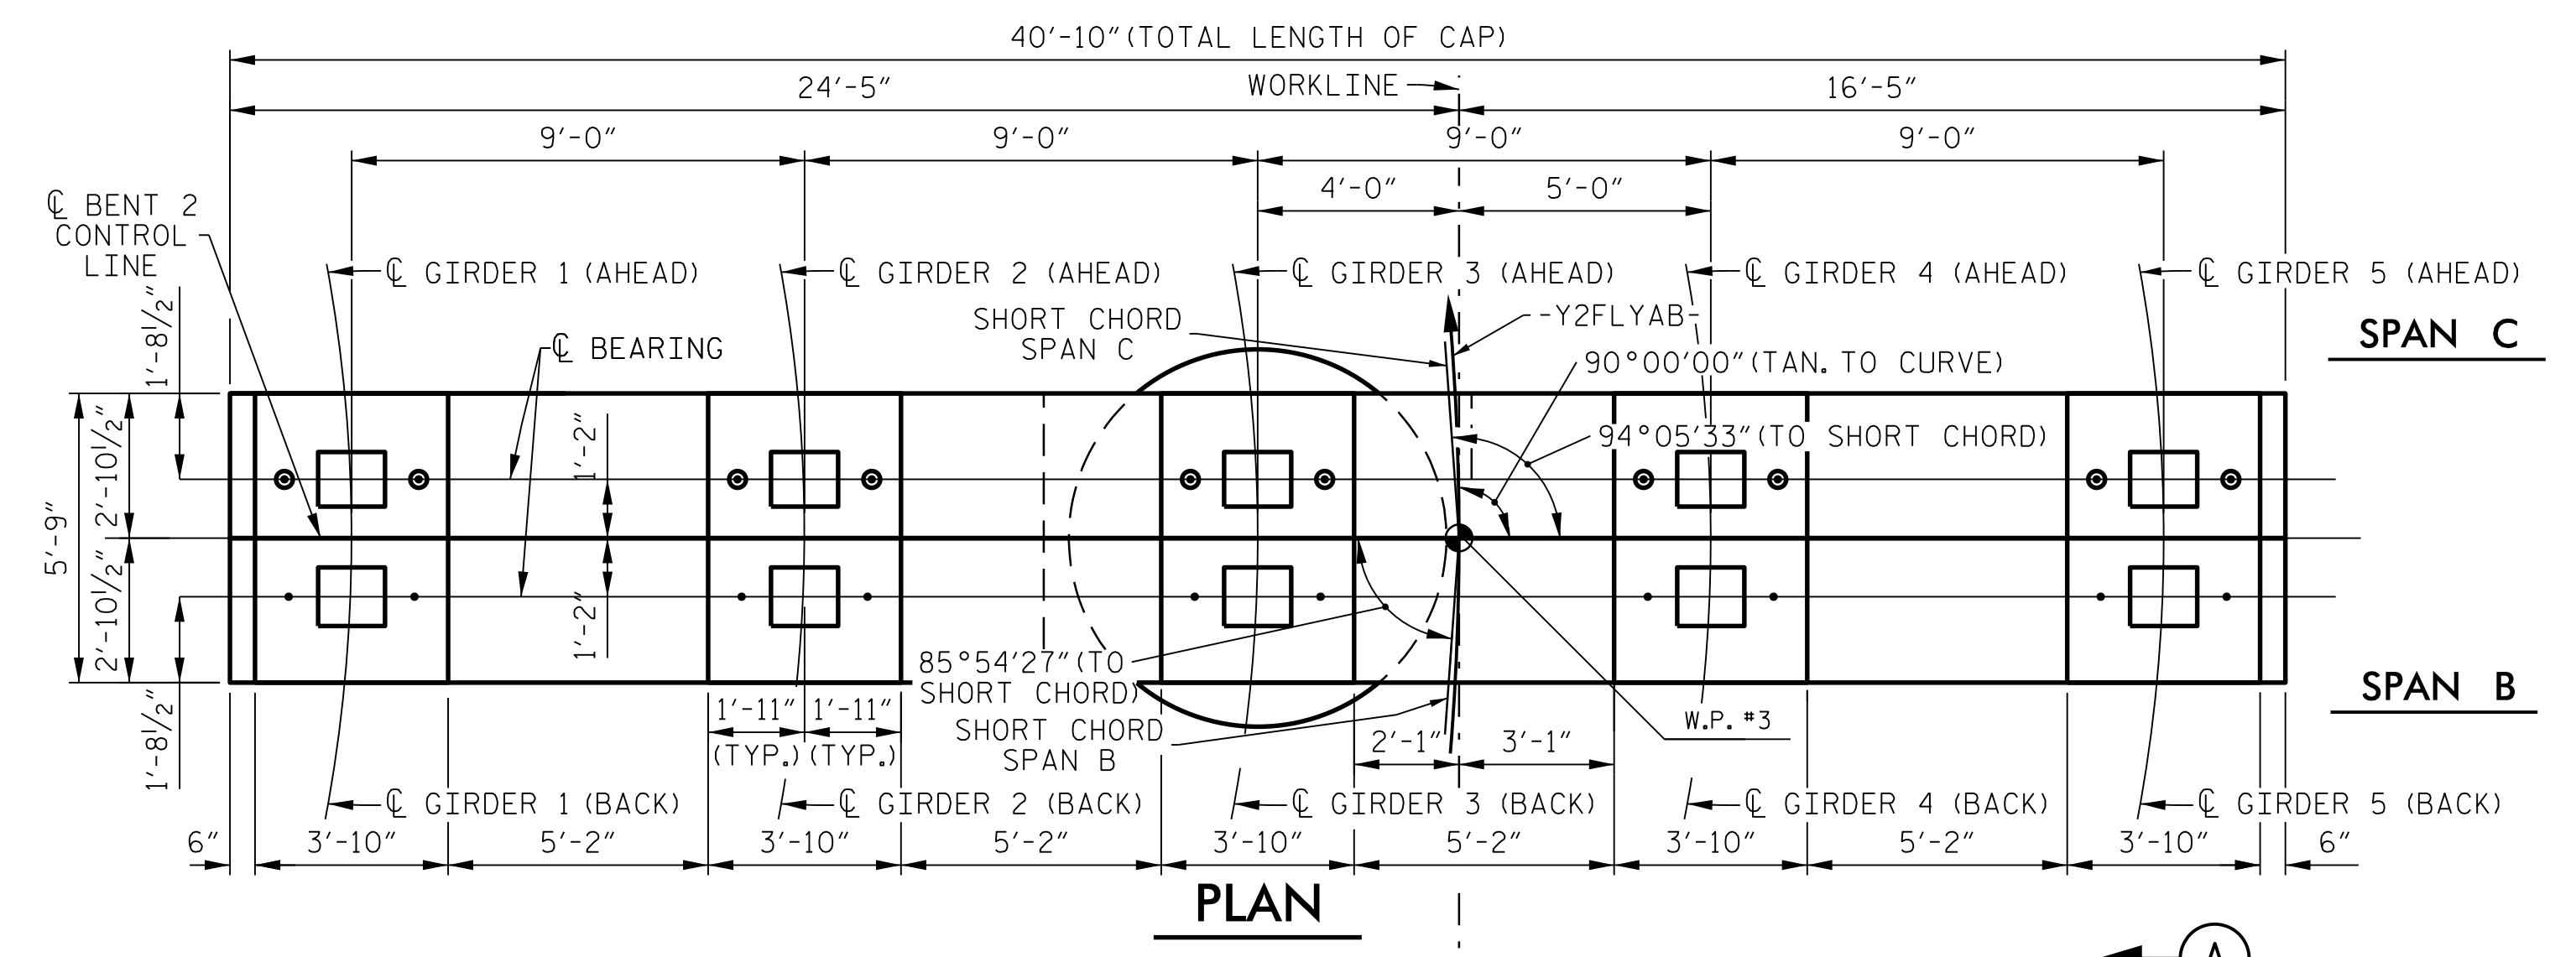 40'-10" (TOTAL LENGTH OF CAP)
24'-5"
WORKLINE
16'-5"
9'-0"
9'-0"
9'-0"
9'-0"
4'-0"
5'-0"
℄ BENT 2
CONTROL
LINE
℄ GIRDER 1 (AHEAD)
℄ GIRDER 2 (AHEAD)
℄ GIRDER 3 (AHEAD)
℄ GIRDER 4 (AHEAD)
℄ GIRDER 5 (AHEAD)
1'-8½"
℄ BEARING
SHORT CHORD
SPAN C
-Y2FLYAB-
SPAN C
90°00'00" (TAN. TO CURVE)
94°05'33" (TO SHORT CHORD)
5'-9"
2'-10½"
2'-10½"
1'-2"
1'-2"
1'-8½"
85°54'27" (TO
SHORT CHORD)
SHORT CHORD
SPAN B
W.P. #3
SPAN B
1'-11"
1'-11"
(TYP.)
(TYP.)
2'-1"
3'-1"
℄ GIRDER 1 (BACK)
℄ GIRDER 2 (BACK)
℄ GIRDER 3 (BACK)
℄ GIRDER 4 (BACK)
℄ GIRDER 5 (BACK)
6"
3'-10"
5'-2"
3'-10"
5'-2"
3'-10"
5'-2"
3'-10"
5'-2"
3'-10"
6"
PLAN
A